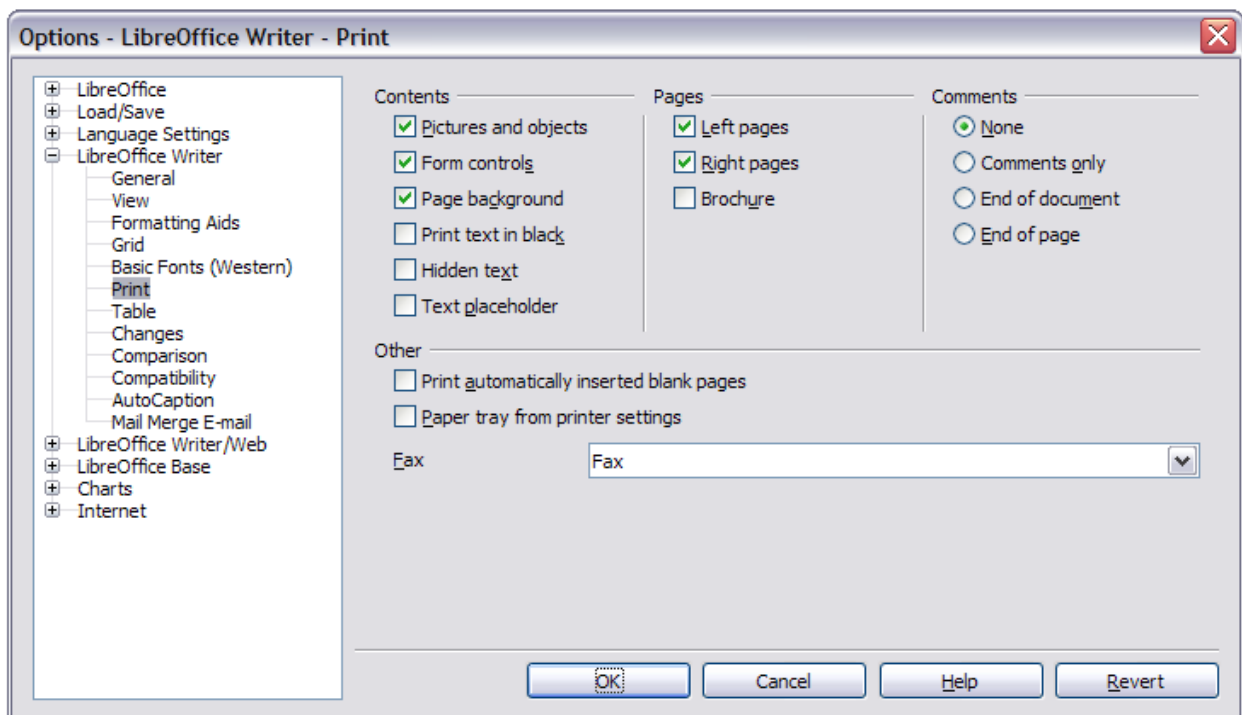 Options - LibreOffice Writer - Print
LibreOffice
Load/Save
Language Settings
LibreOffice Writer
General
View
Formatting Aids
Grid
Basic Fonts (Western)
Print
Table
Changes
Comparison
Compatibility
AutoCaption
Mail Merge E-mail
LibreOffice Writer/Web
LibreOffice Base
Charts
Internet
Contents
Pictures and objects
Form controls
Page background
Print text in black
Hidden text
Text placeholder
Pages
Left pages
Right pages
Brochure
Comments
None
Comments only
End of document
End of page
Other
Print automatically inserted blank pages
Paper tray from printer settings
Fax Fax
OK Cancel Help Revert